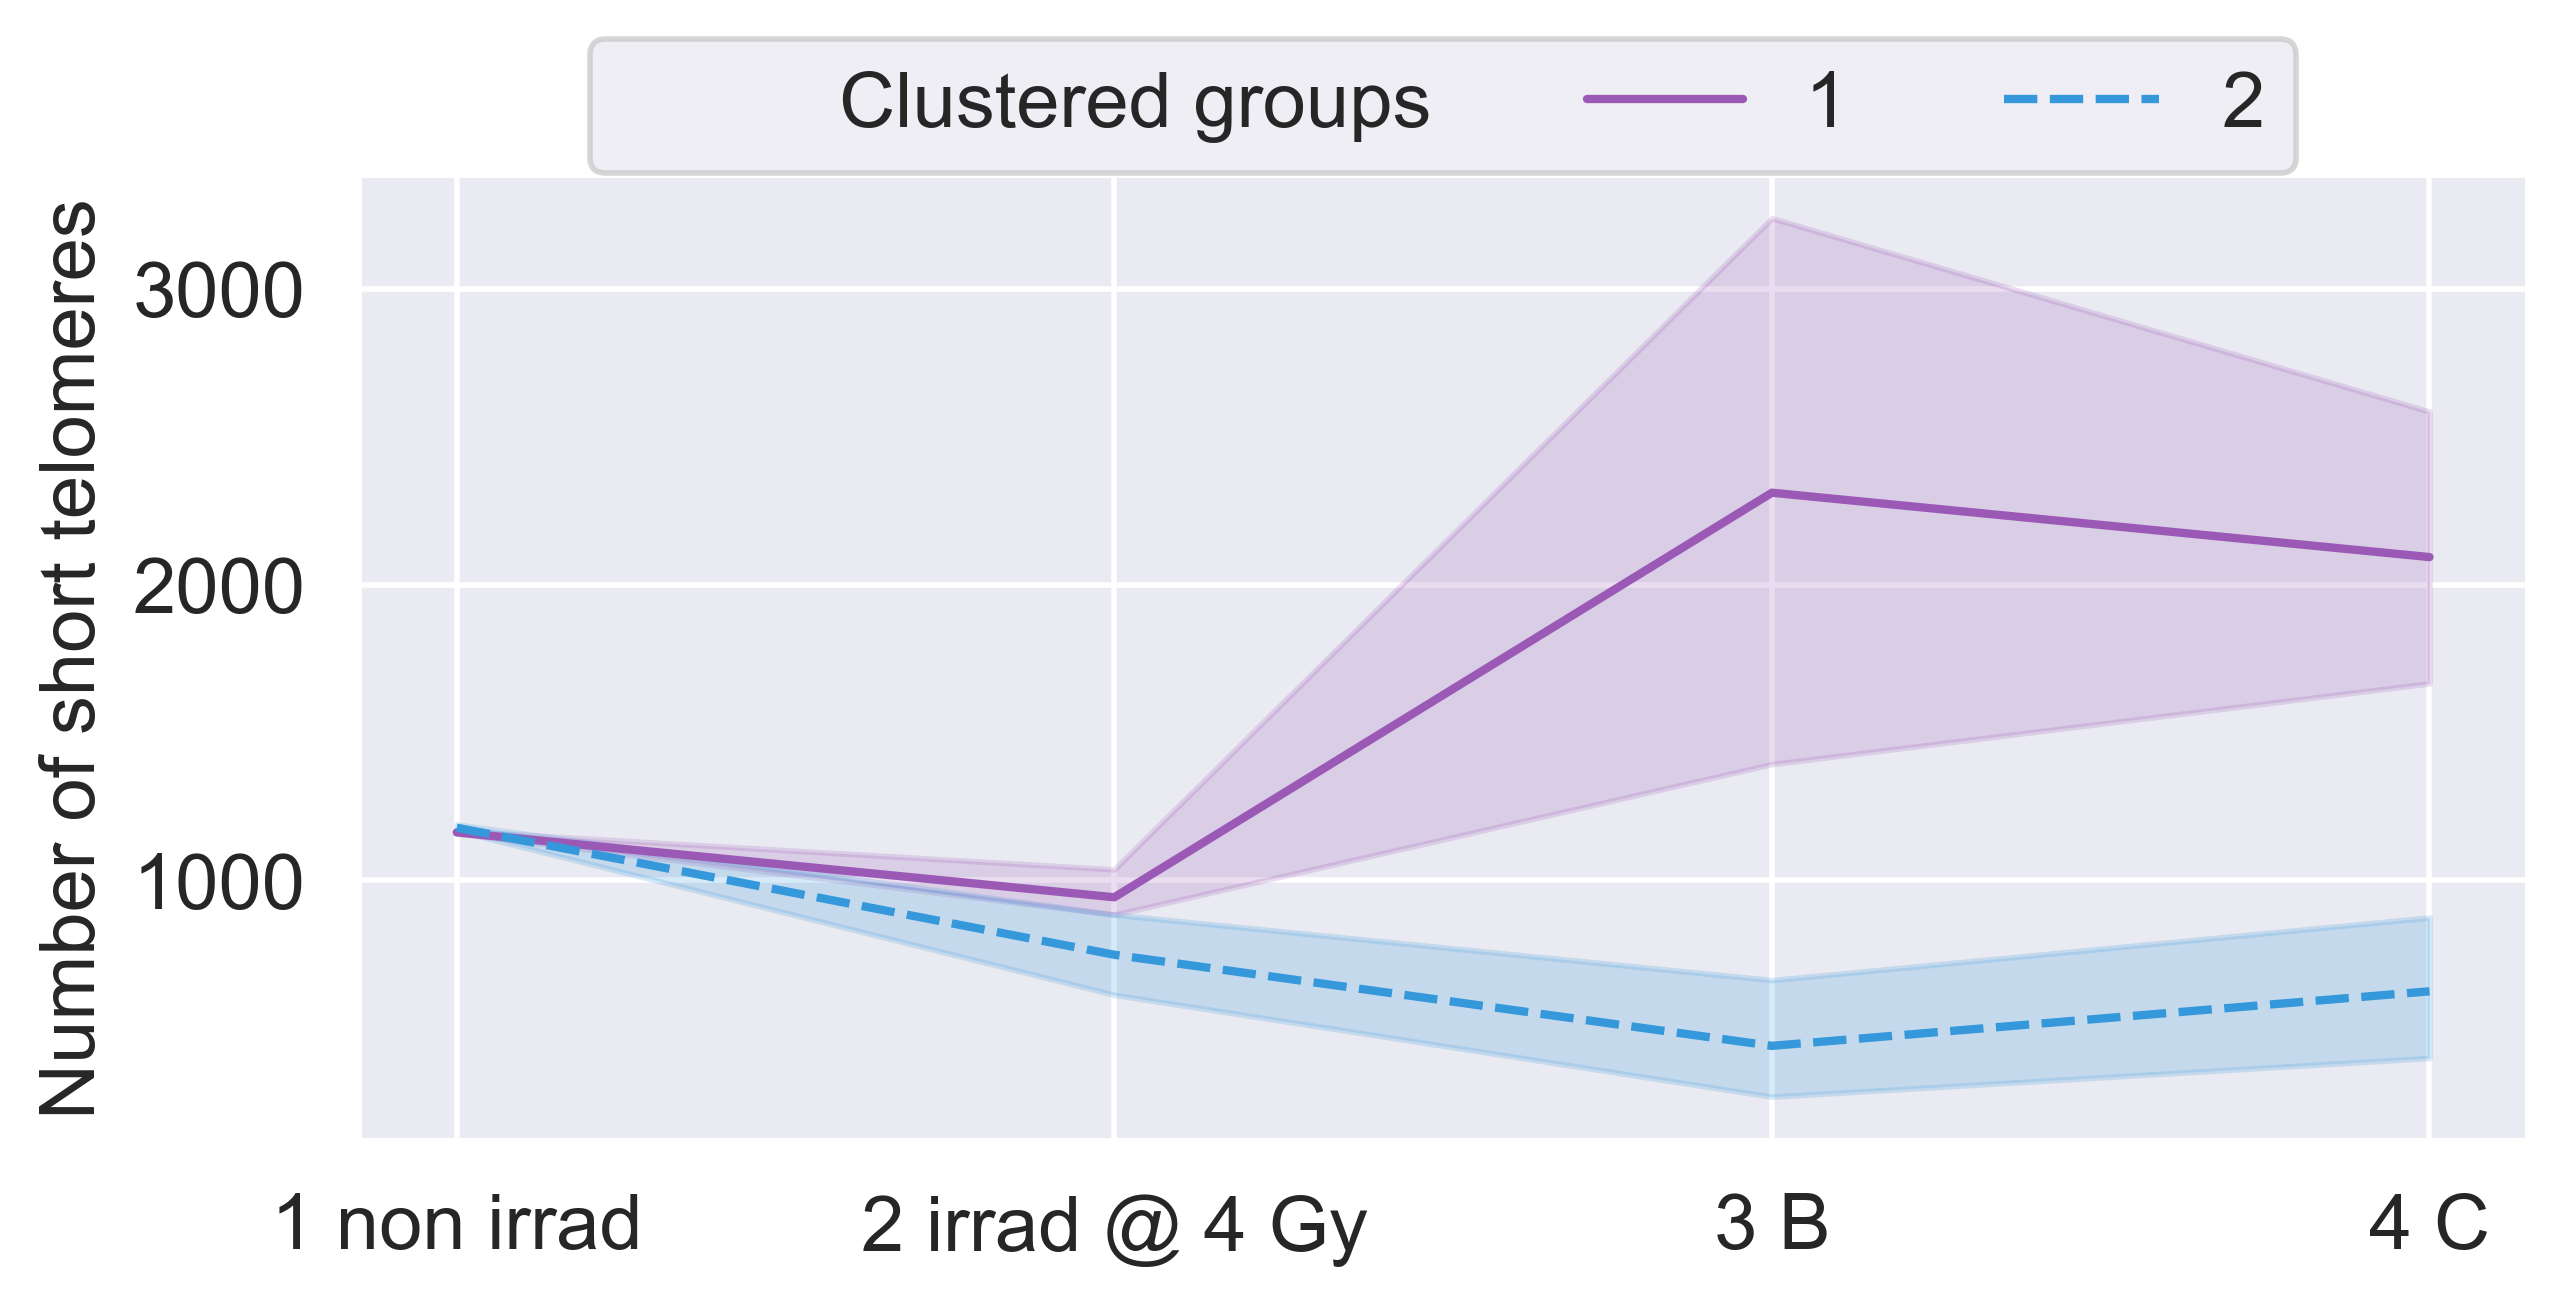 Clustered groups 1 2
Number of short telomeres
3000
2000
1000
1 non irrad
2 irrad @ 4 Gy
3 B
4 C